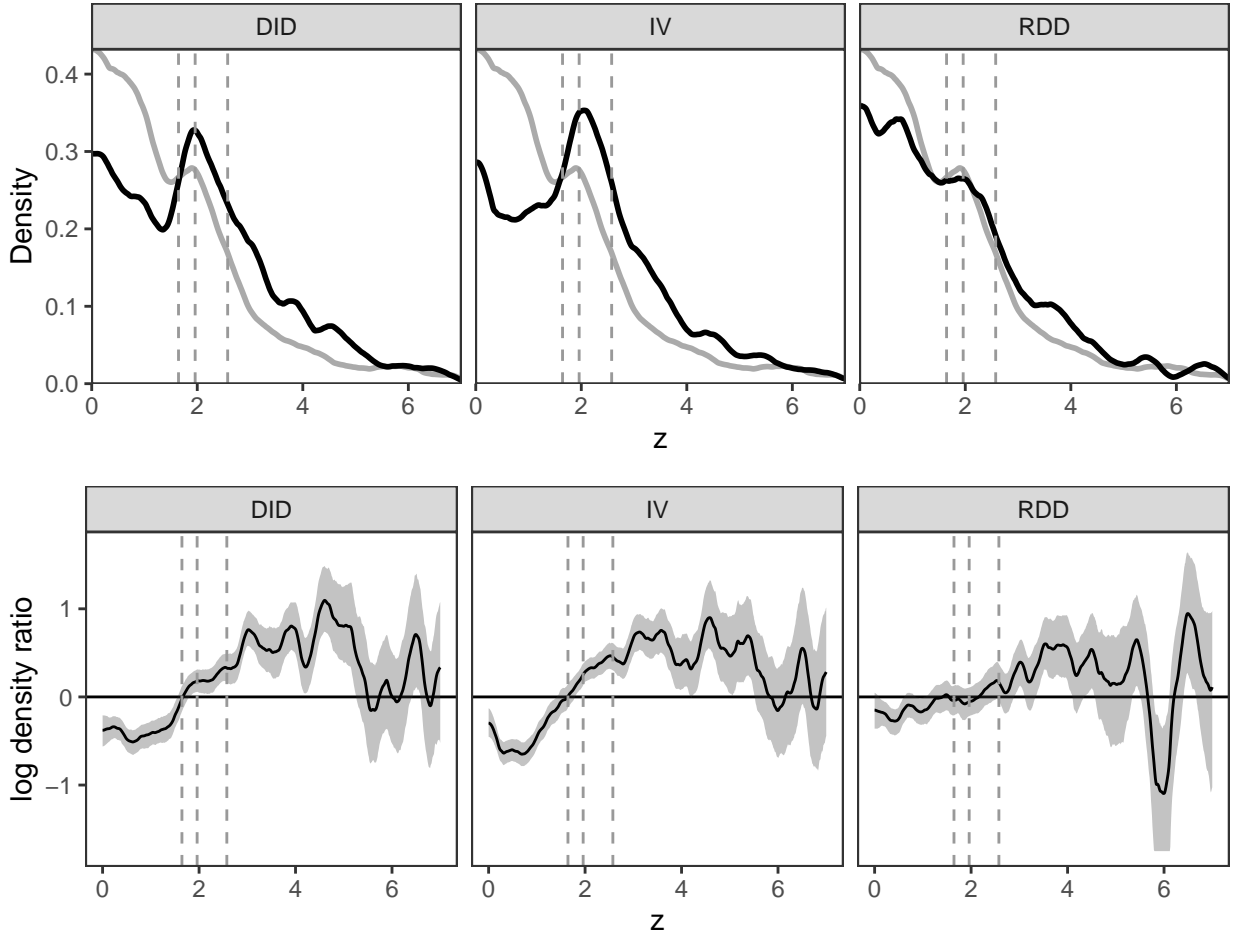 DID IV RDD
Density
0.4
0.3
0.2
0.1
0.0
0 2 4 6 0 2 4 6 0 2 4 6
z
DID IV RDD
log density ratio
1
0
−1
0 2 4 6 0 2 4 6 0 2 4 6
z